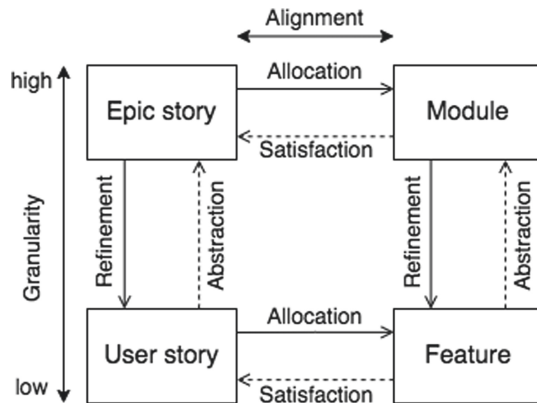 Alignment
high
Allocation
Epic story
Module
Satisfaction
Granularity
Refinement
Abstraction
Refinement
Abstraction
Allocation
User story
Feature
Satisfaction
low